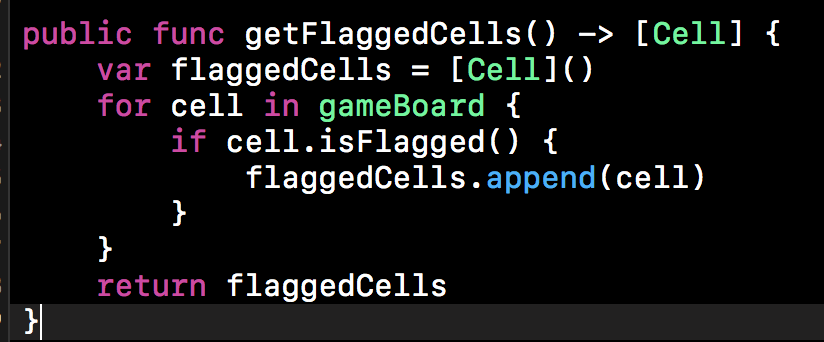 public func getFlaggedCells() -> [Cell] {
    var flaggedCells = [Cell]()
    for cell in gameBoard {
        if cell.isFlagged() {
            flaggedCells.append(cell)
        }
    }
    return flaggedCells
}